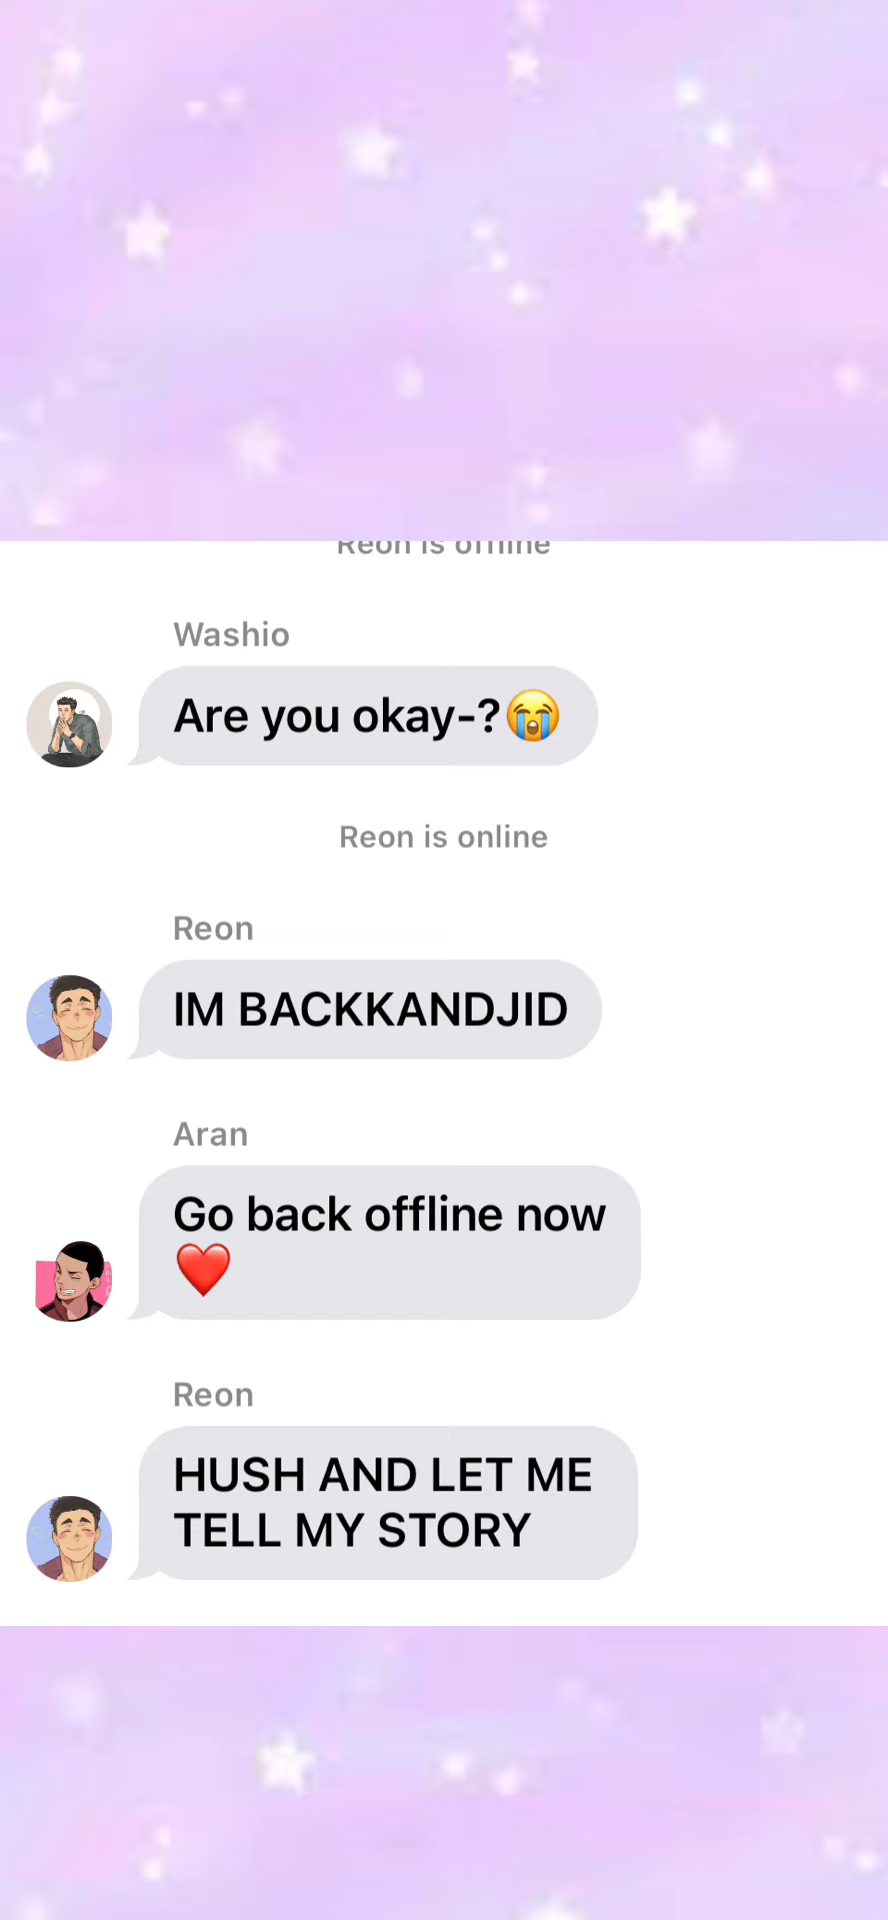 Reon is offline
Washio
Are you okay-?😭
Reon is online
Reon
IM BACKKANDJID
Aran
Go back offline now
❤️
Reon
HUSH AND LET ME
TELL MY STORY